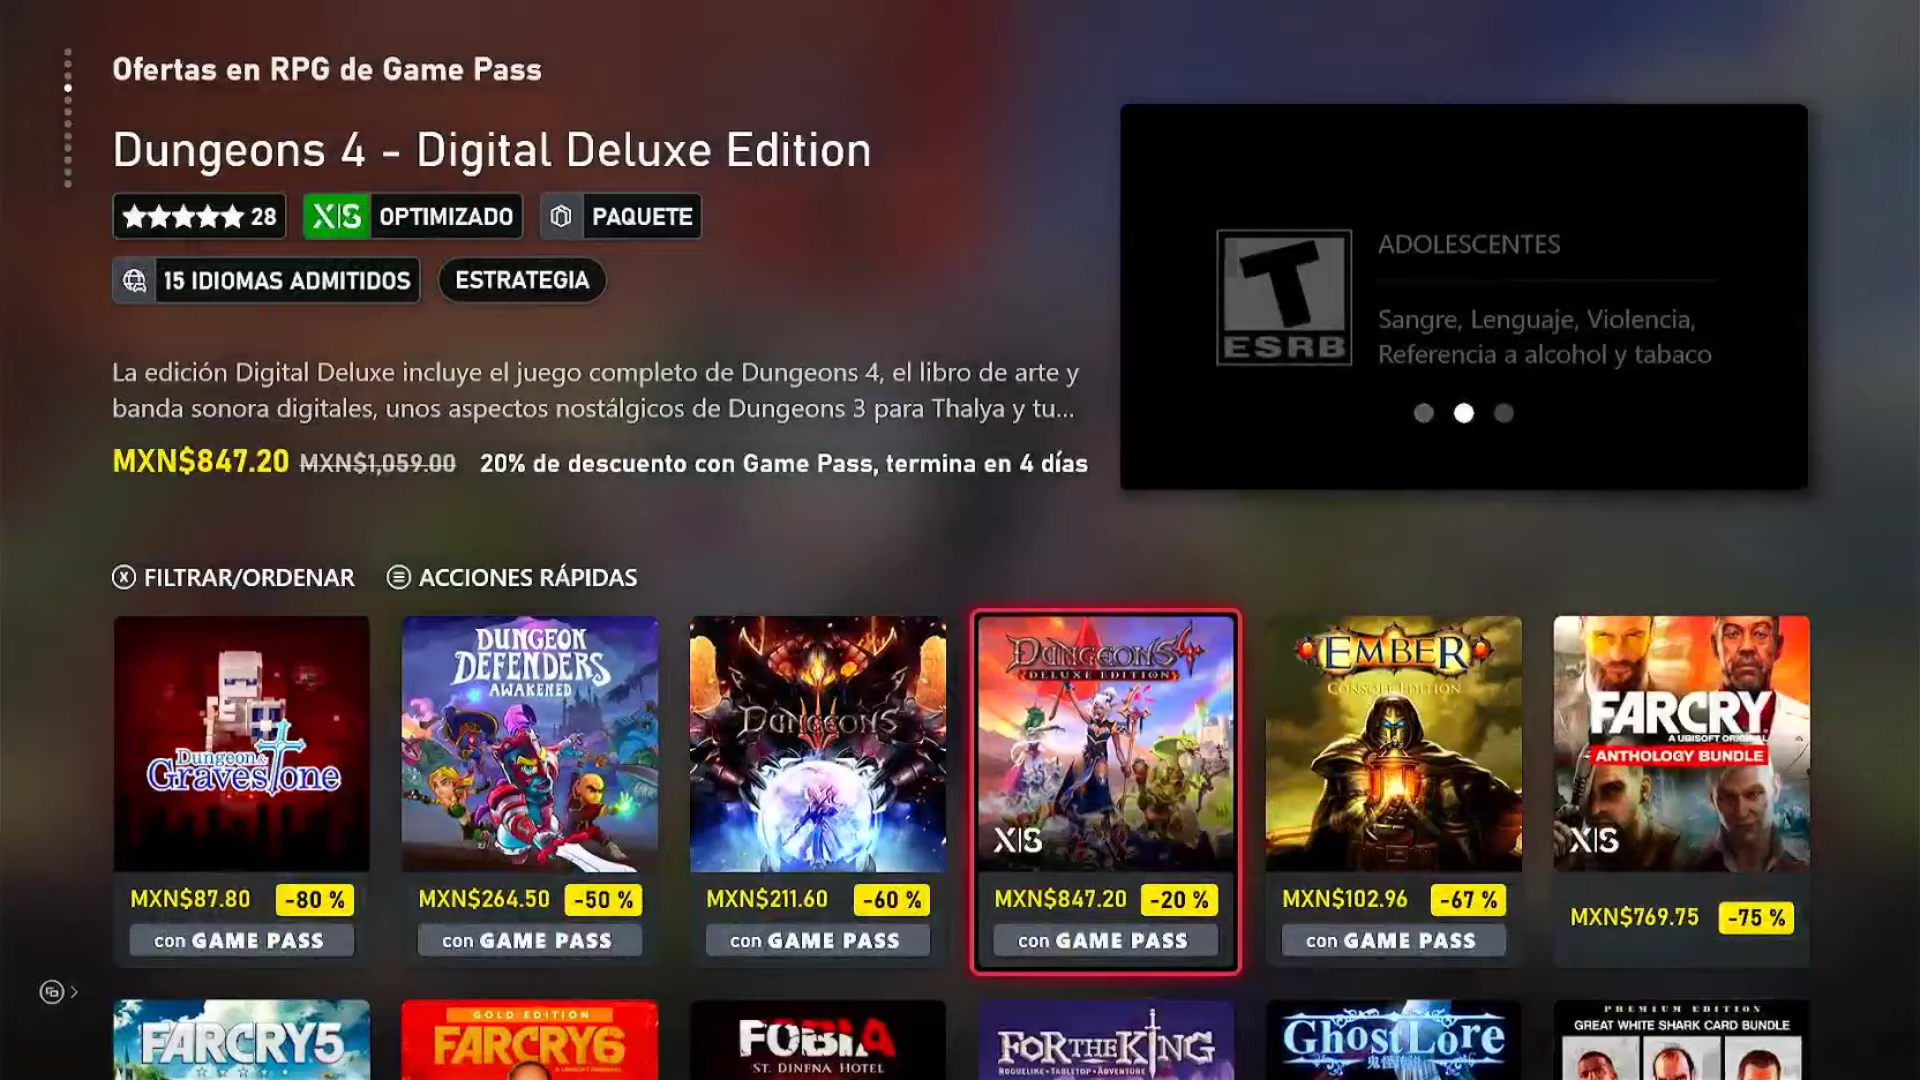 Ofertas en RPG de Game Pass
Dungeons 4 - Digital Deluxe Edition
28
X|S OPTIMIZADO
PAQUETE
15 IDIOMAS ADMITIDOS
ESTRATEGIA
La edición Digital Deluxe incluye el juego completo de Dungeons 4, el libro de arte y
banda sonora digitales, unos aspectos nostálgicos de Dungeons 3 para Thalya y tu...
MXN$847.20 MXN$1,059.00 20% de descuento con Game Pass, termina en 4 días
T
ESRB
ADOLESCENTES
Sangre, Lenguaje, Violencia,
Referencia a alcohol y tabaco
X FILTRAR/ORDENAR
ACCIONES RÁPIDAS
Dungeon&
Gravestone
MXN$87.80 -80 %
con GAME PASS
DUNGEON
DEFENDERS
AWAKENED
MXN$264.50 -50 %
con GAME PASS
DUNGEONS
MXN$211.60 -60 %
con GAME PASS
DUNGEONS 4
DELUXE EDITION
X|S
MXN$847.20 -20 %
con GAME PASS
EMBER
CONSOLE EDITION
MXN$102.96 -67 %
con GAME PASS
FARCRY
A UBISOFT ORIGINAL
ANTHOLOGY BUNDLE
X|S
MXN$769.75 -75 %
FARCRY5
GOLD EDITION
FARCRY6
FOBIA
ST. DINFNA HOTEL
FOR THE KING
ROGUELIKE • TABLETOP • ADVENTURE
GhostLore
PREMIUM EDITION
GREAT WHITE SHARK CARD BUNDLE